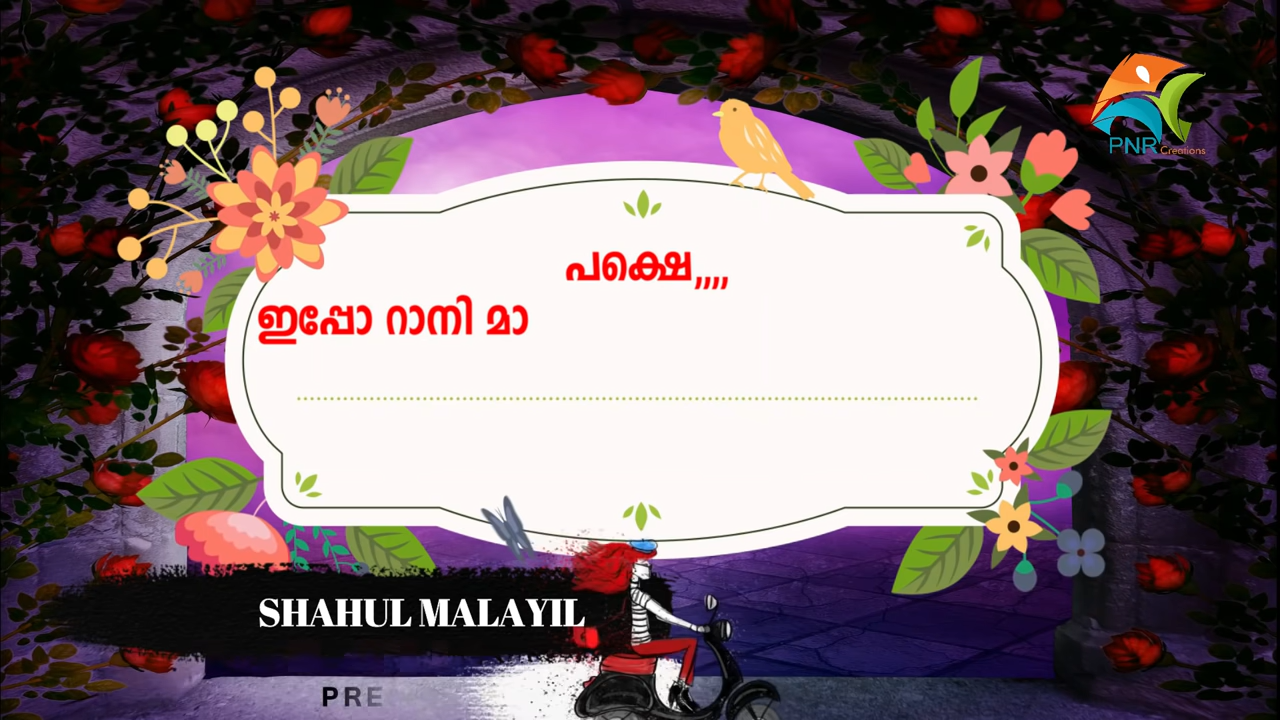 PNR Creations
പക്ഷെ,,,,
ഇപ്പോ റാനി മാ
SHAHUL MALAYIL
PRE